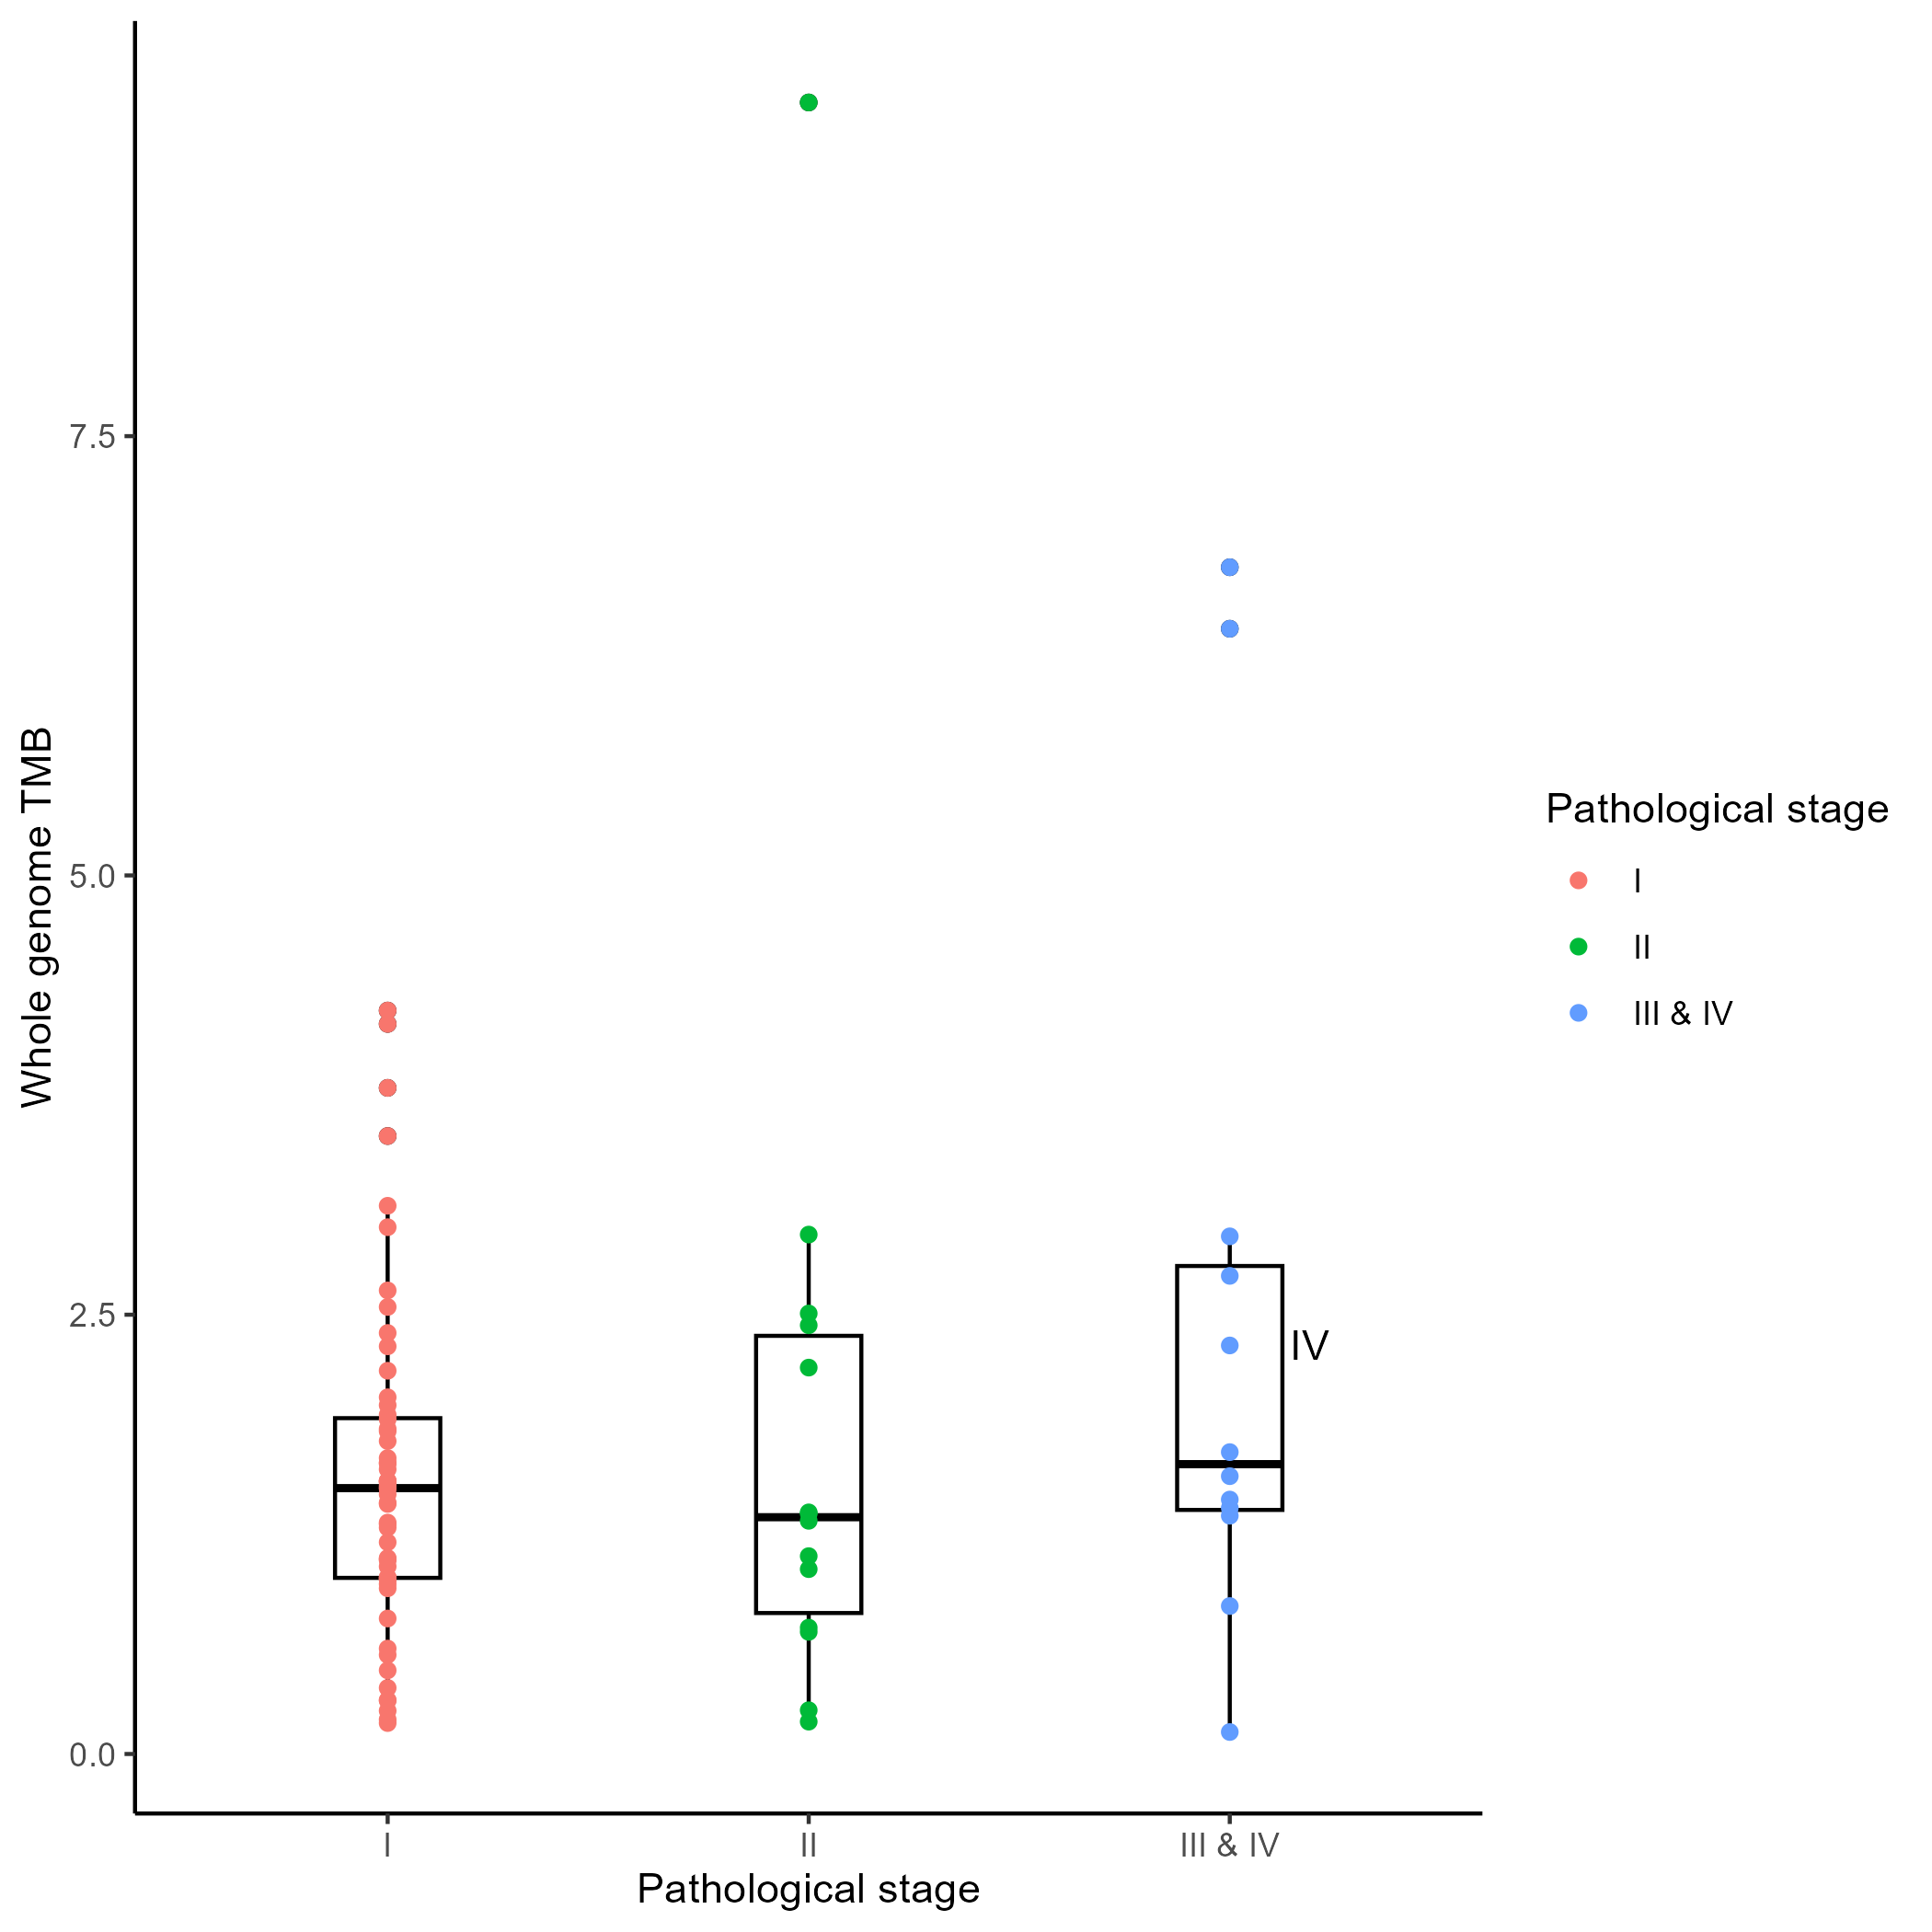 Whole genome TMB
7.5
5.0
2.5
0.0
IV
I
II
III & IV
Pathological stage
Pathological stage
I
II
III & IV